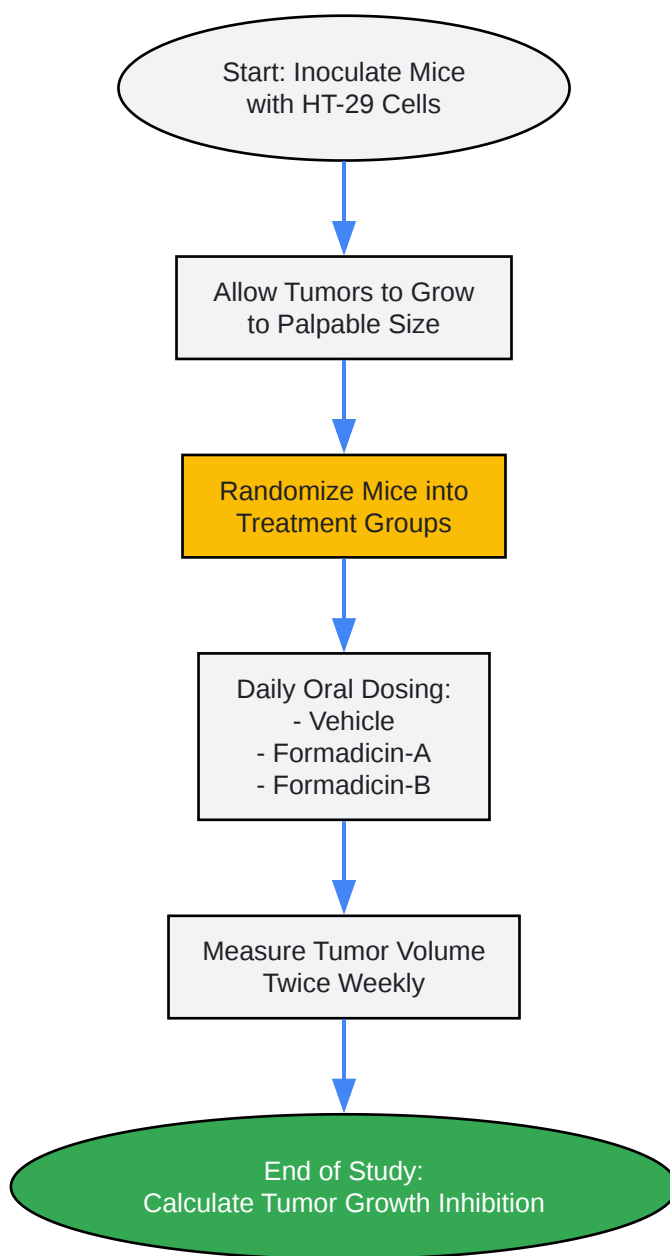 Start: Inoculate Mice
with HT-29 Cells
Allow Tumors to Grow
to Palpable Size
Randomize Mice into
Treatment Groups
Daily Oral Dosing:
- Vehicle
- Formadicin-A
- Formadicin-B
Measure Tumor Volume
Twice Weekly
End of Study:
Calculate Tumor Growth Inhibition